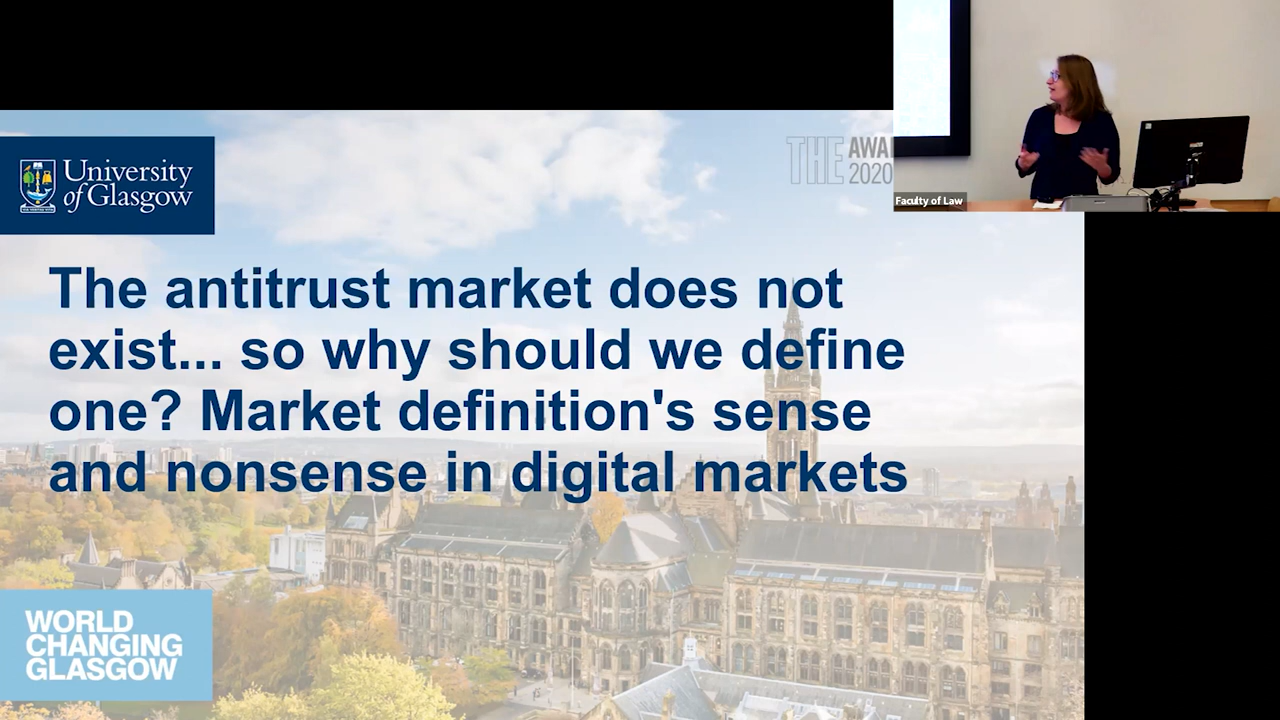 University
of Glasgow
THE
2020
Faculty of Law
The antitrust market does not
exist... so why should we define
one? Market definition's sense
and nonsense in digital markets
WORLD
CHANGING
GLASGOW